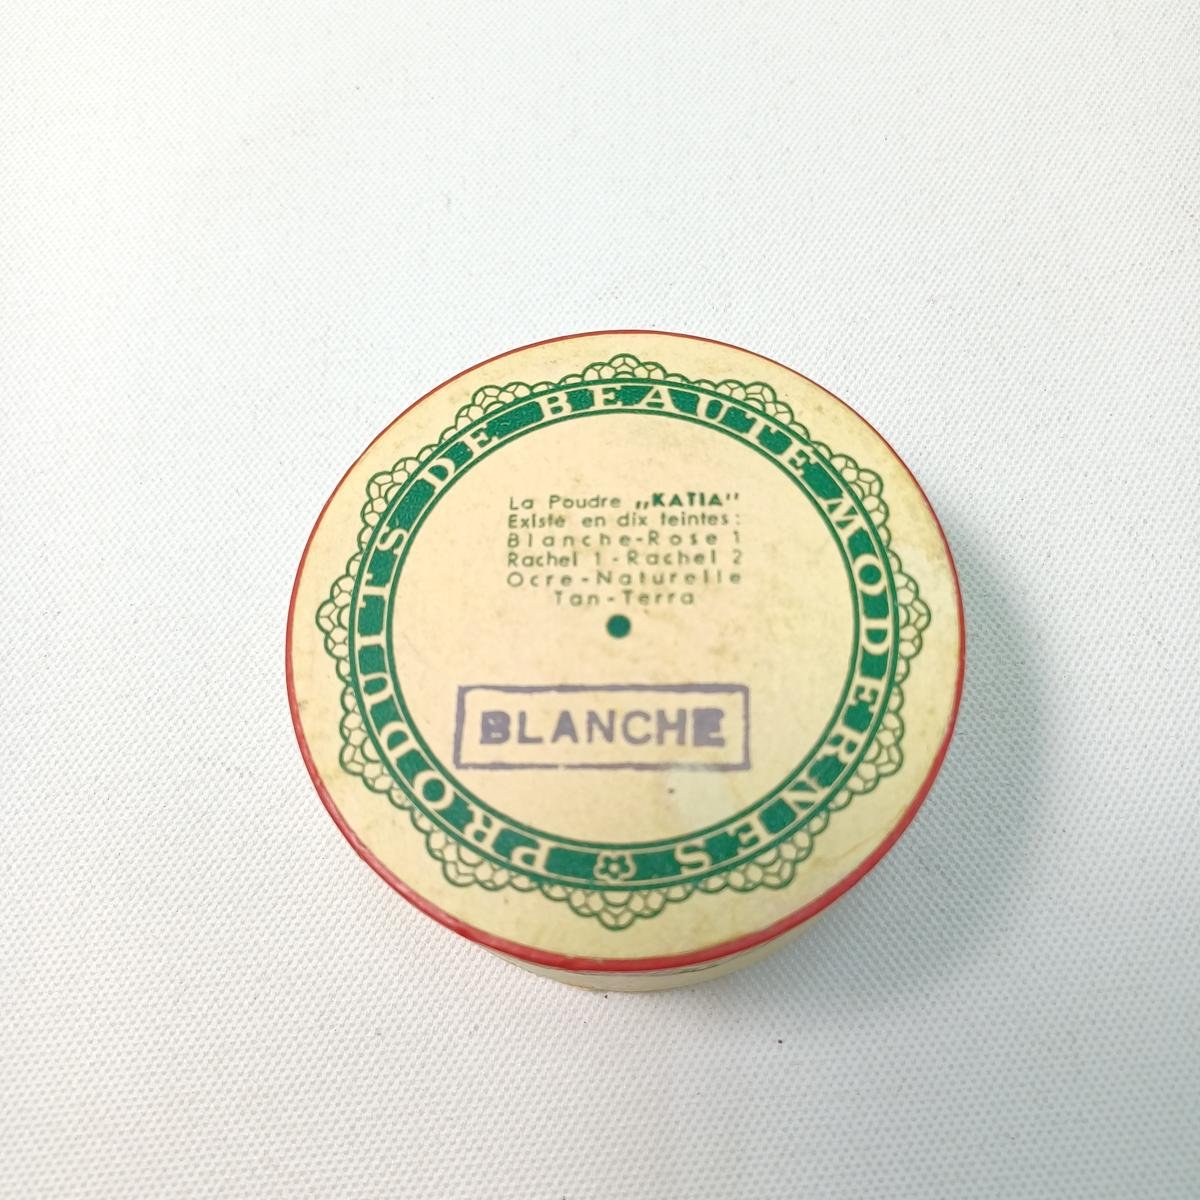 PRODUITS DE BEAUTE MODERNES
La Poudre „KATIA"
Existe en dix teintes:
Blanche-Rose 1
Rachel 1-Rachel 2
Ocre-Naturelle
Tan-Terra
BLANCHE